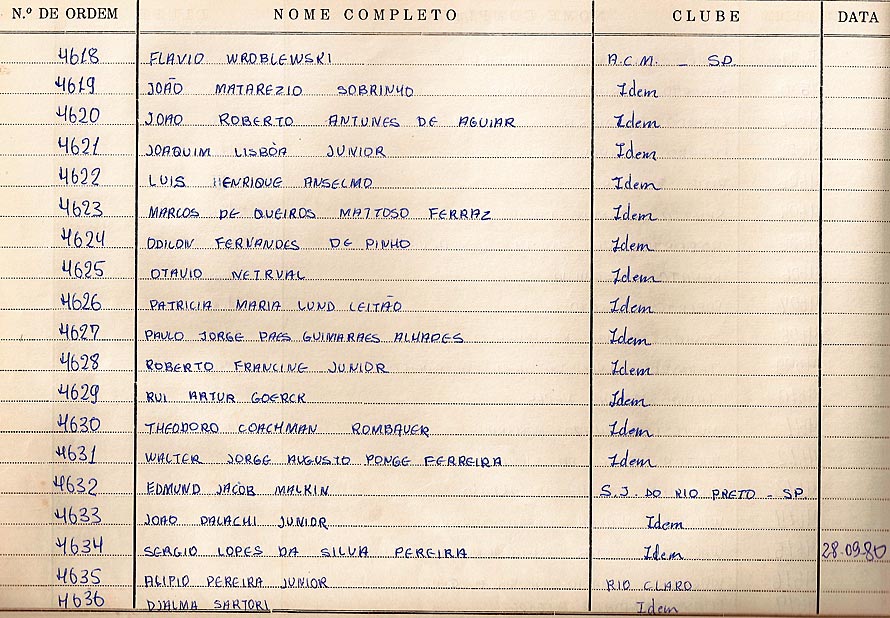 N.º DE ORDEM NOME COMPLETO CLUBE DATA
4618 FLAVIO WROBLEWSKI A.C.M. - SP.
4619 JOÃO MATAREZIO SOBRINHO Idem
4620 JOAO ROBERTO ANTUNES DE AGUIAR Idem
4621 JOAQUIM LISBÒA JUNIOR Idem
4622 LUIS HENRIQUE ANSELMO Idem
4623 MARCOS DE QUEIROS MATTOSO FERRAZ Idem
4624 ODILON FERNANDES DE PINHO Idem
4625 OTAVIO NETRVAL Idem
4626 PATRICIA MARIA LUND LEITÃO Idem
4627 PAULO JORGE PAES GUIMARAES Idem
4628 ROBERTO FRANCINE JUNIOR Idem
4629 RUI ARTUR GOERCK Idem
4630 THEODORO COACHMAN ROMBAUER Idem
4631 WALTER JORGE AUGUSTO PONGE FERREIRA Idem
4632 EDMUND JACOB MALKIN S.J. DO RIO PRETO - SP.
4633 JOAO DALACHI JUNIOR Idem
4634 SERGIO LOPES DA SILVA PEREIRA Idem 28.09.80
4635 ALIPIO PEREIRA JUNIOR RIO CLARO
4636 DJALMA SARTORI Idem